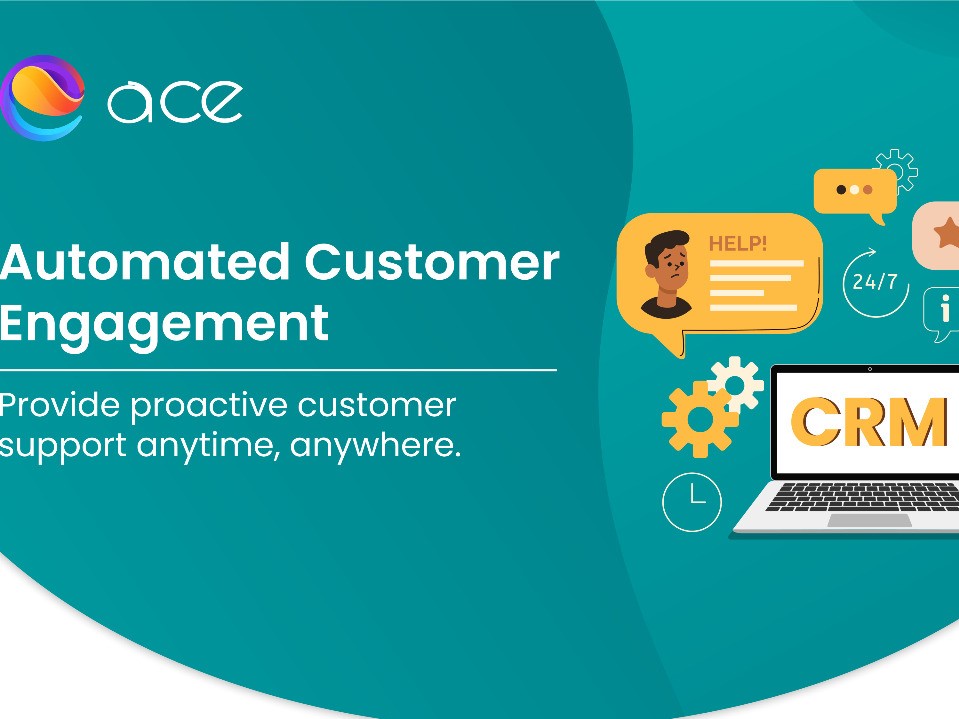 ace
Automated Customer
Engagement
Provide proactive customer
support anytime, anywhere.
HELP!
24/7
i
CRM